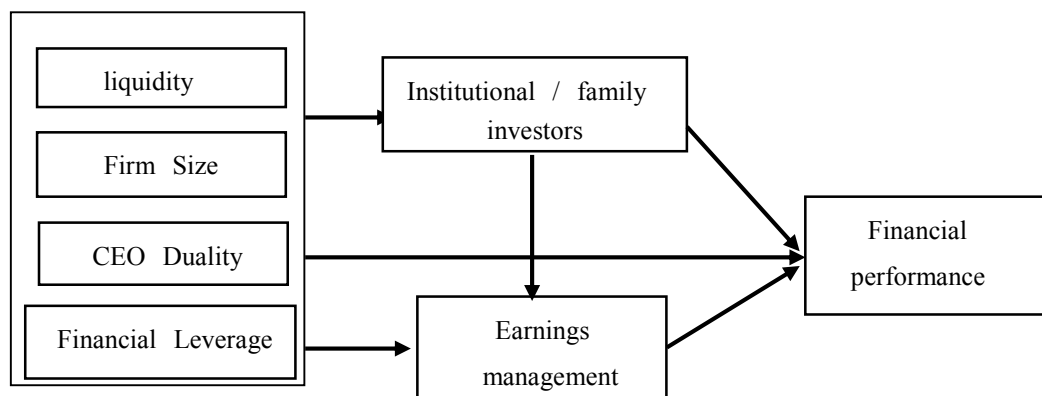 liquidity
Firm Size
CEO Duality
Financial Leverage
Institutional / family
investors
Earnings
management
Financial
performance